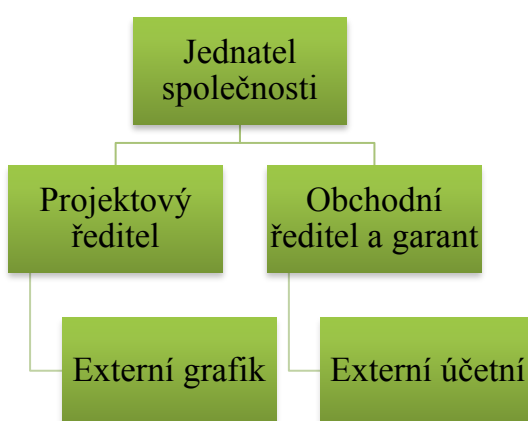 Jednatel
společnosti
Projektový
ředitel
Obchodní
ředitel a garant
Externí grafik
Externí účetní